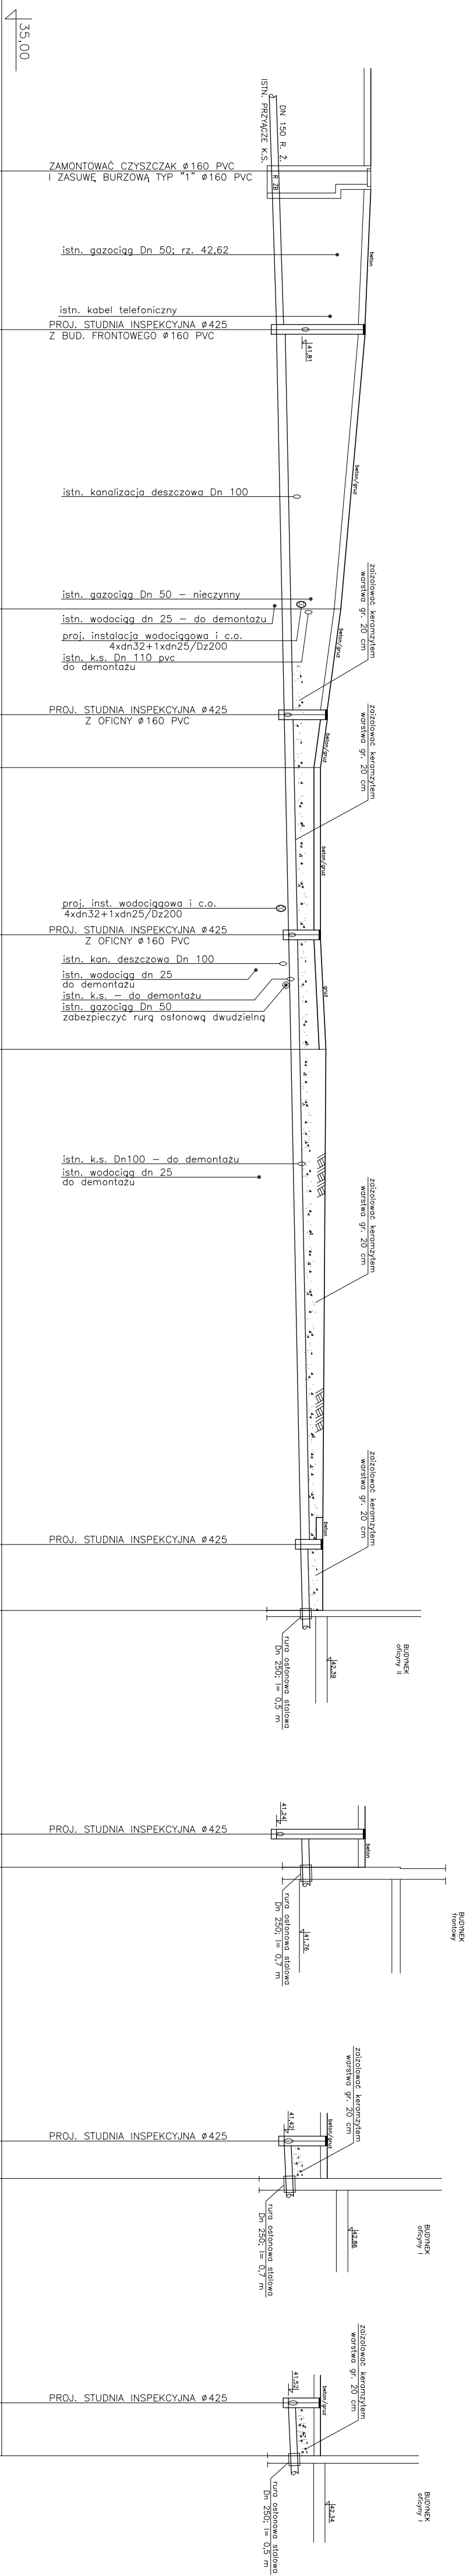 35,00
DN 150 R. 2.
ISTN. PRZYĄCZE K.S.
R ZB
ZAMONTOWAĆ CZYSZCZAK ø160 PVC
I ZASUWĘ BURZOWĄ TYP "1" ø160 PVC
beton
istn. gazociąg Dn 50; rz. 42,62
istn. kabel telefoniczny
PROJ. STUDNIA INSPEKCYJNA ø425
Z BUD. FRONTOWEGO ø160 PVC
41,81
beton/gruz
istn. kanalizacja deszczowa Dn 100
zaizolować keramzytem
warstwa gr. 20 cm
istn. gazociąg Dn 50 – nieczynny
istn. wodociąg dn 25 – do demontażu
proj. instalacja wodociągowa i c.o.
4xdn32+1xdn25/Dz200
istn. k.s. Dn 110 pvc
do demontażu
beton/gruz
zaizolować keramzytem
warstwa gr. 20 cm
PROJ. STUDNIA INSPEKCYJNA ø425
Z OFICNY ø160 PVC
beton/gruz
beton/gruz
proj. inst. wodociągowa i c.o.
4xdn32+1xdn25/Dz200
PROJ. STUDNIA INSPEKCYJNA ø425
Z OFICNY ø160 PVC
istn. kan. deszczowa Dn 100
istn. wodociąg dn 25
do demontażu
istn. k.s. – do demontażu
istn. gazociąg Dn 50
zabezpieczyć rurą osłonową dwudzielną
gruz
istn. k.s. Dn100 – do demontażu
istn. wodociąg dn 25
do demontażu
zaizolować keramzytem
warstwa gr. 20 cm
zaizolować keramzytem
warstwa gr. 20 cm
beton
PROJ. STUDNIA INSPEKCYJNA ø425
rura osłonowa stalowa
Dn 250; l= 0,5 m
42,39
BUDYNEK
oficyny II
41,24
PROJ. STUDNIA INSPEKCYJNA ø425
beton
rura osłonowa stalowa
Dn 250; l= 0,7 m
41,76
BUDYNEK
frontowy
zaizolować keramzytem
warstwa gr. 20 cm
41,42
beton/gruz
PROJ. STUDNIA INSPEKCYJNA ø425
rura osłonowa stalowa
Dn 250; l= 0,7 m
42,86
BUDYNEK
oficyny I
zaizolować keramzytem
warstwa gr. 20 cm
41,52
beton/gruz
PROJ. STUDNIA INSPEKCYJNA ø425
rura osłonowa stalowa
Dn 250; l= 0,5 m
42,34
BUDYNEK
oficyny I